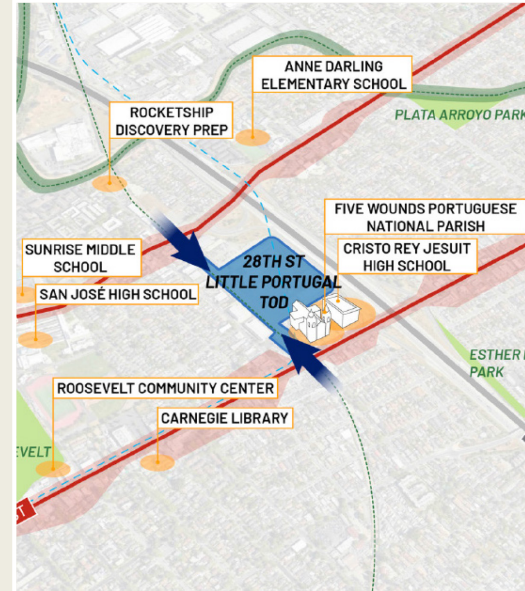 ANNE DARLING
ELEMENTARY SCHOOL
PLATA ARROYO PARK
ROCKETSHIP
DISCOVERY PREP
FIVE WOUNDS PORTUGUESE
NATIONAL PARISH
CRISTO REY JESUIT
HIGH SCHOOL
SUNRISE MIDDLE
SCHOOL
28TH ST
LITTLE PORTUGAL
TOD
SAN JOSÉ HIGH SCHOOL
ESTHER
PARK
ROOSEVELT COMMUNITY CENTER
CARNEGIE LIBRARY
EVELT
ST